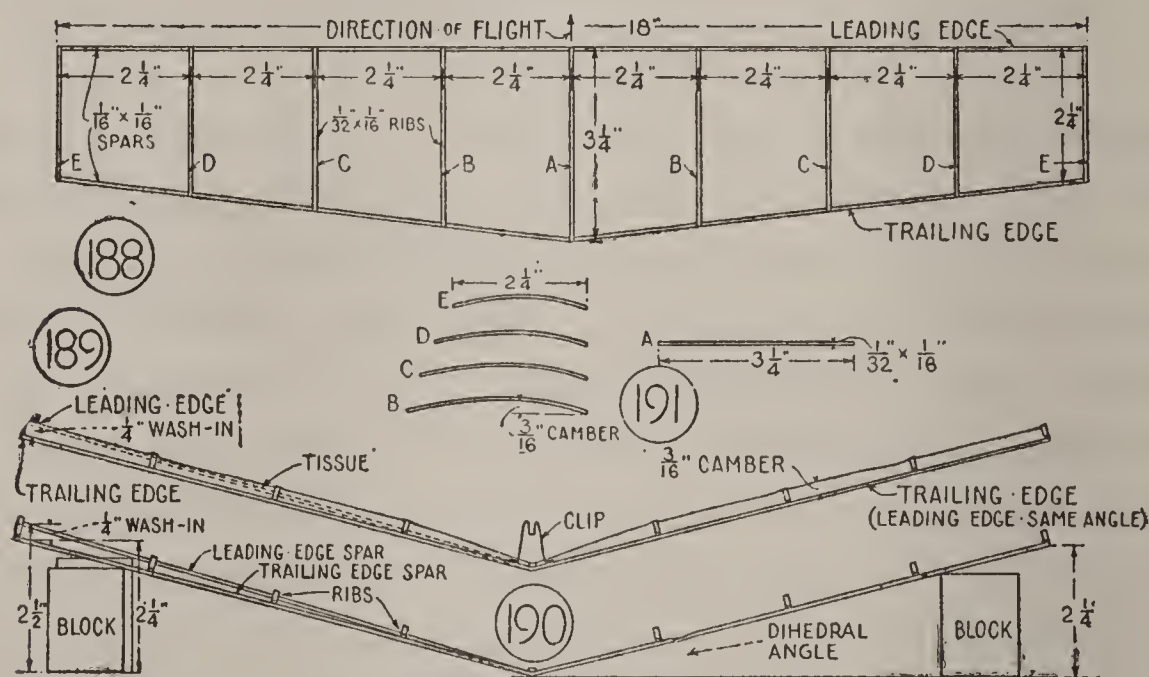 DIRECTION OF FLIGHT 18" LEADING EDGE
2 1/4" 2 1/4" 2 1/4" 2 1/4" 2 1/4" 2 1/4" 2 1/4" 2 1/4"
1/16" x 1/16" SPARS
1/32" x 1/16" RIBS
3 1/4"
2 1/4"
E D C B A B C D E
TRAILING EDGE
188
2 1/4"
E
D
C
B
3/16" CAMBER
189
A
3 1/4"
1/32 x 1/16"
191
LEADING EDGE
1/4" WASH-IN
TISSUE
TRAILING EDGE
CLIP
3/16" CAMBER
TRAILING EDGE
(LEADING EDGE SAME ANGLE)
1/4" WASH-IN
LEADING EDGE SPAR
TRAILING EDGE SPAR
RIBS
2 1/2"
BLOCK
2 1/4"
190
DIHEDRAL
ANGLE
BLOCK
2 1/4"